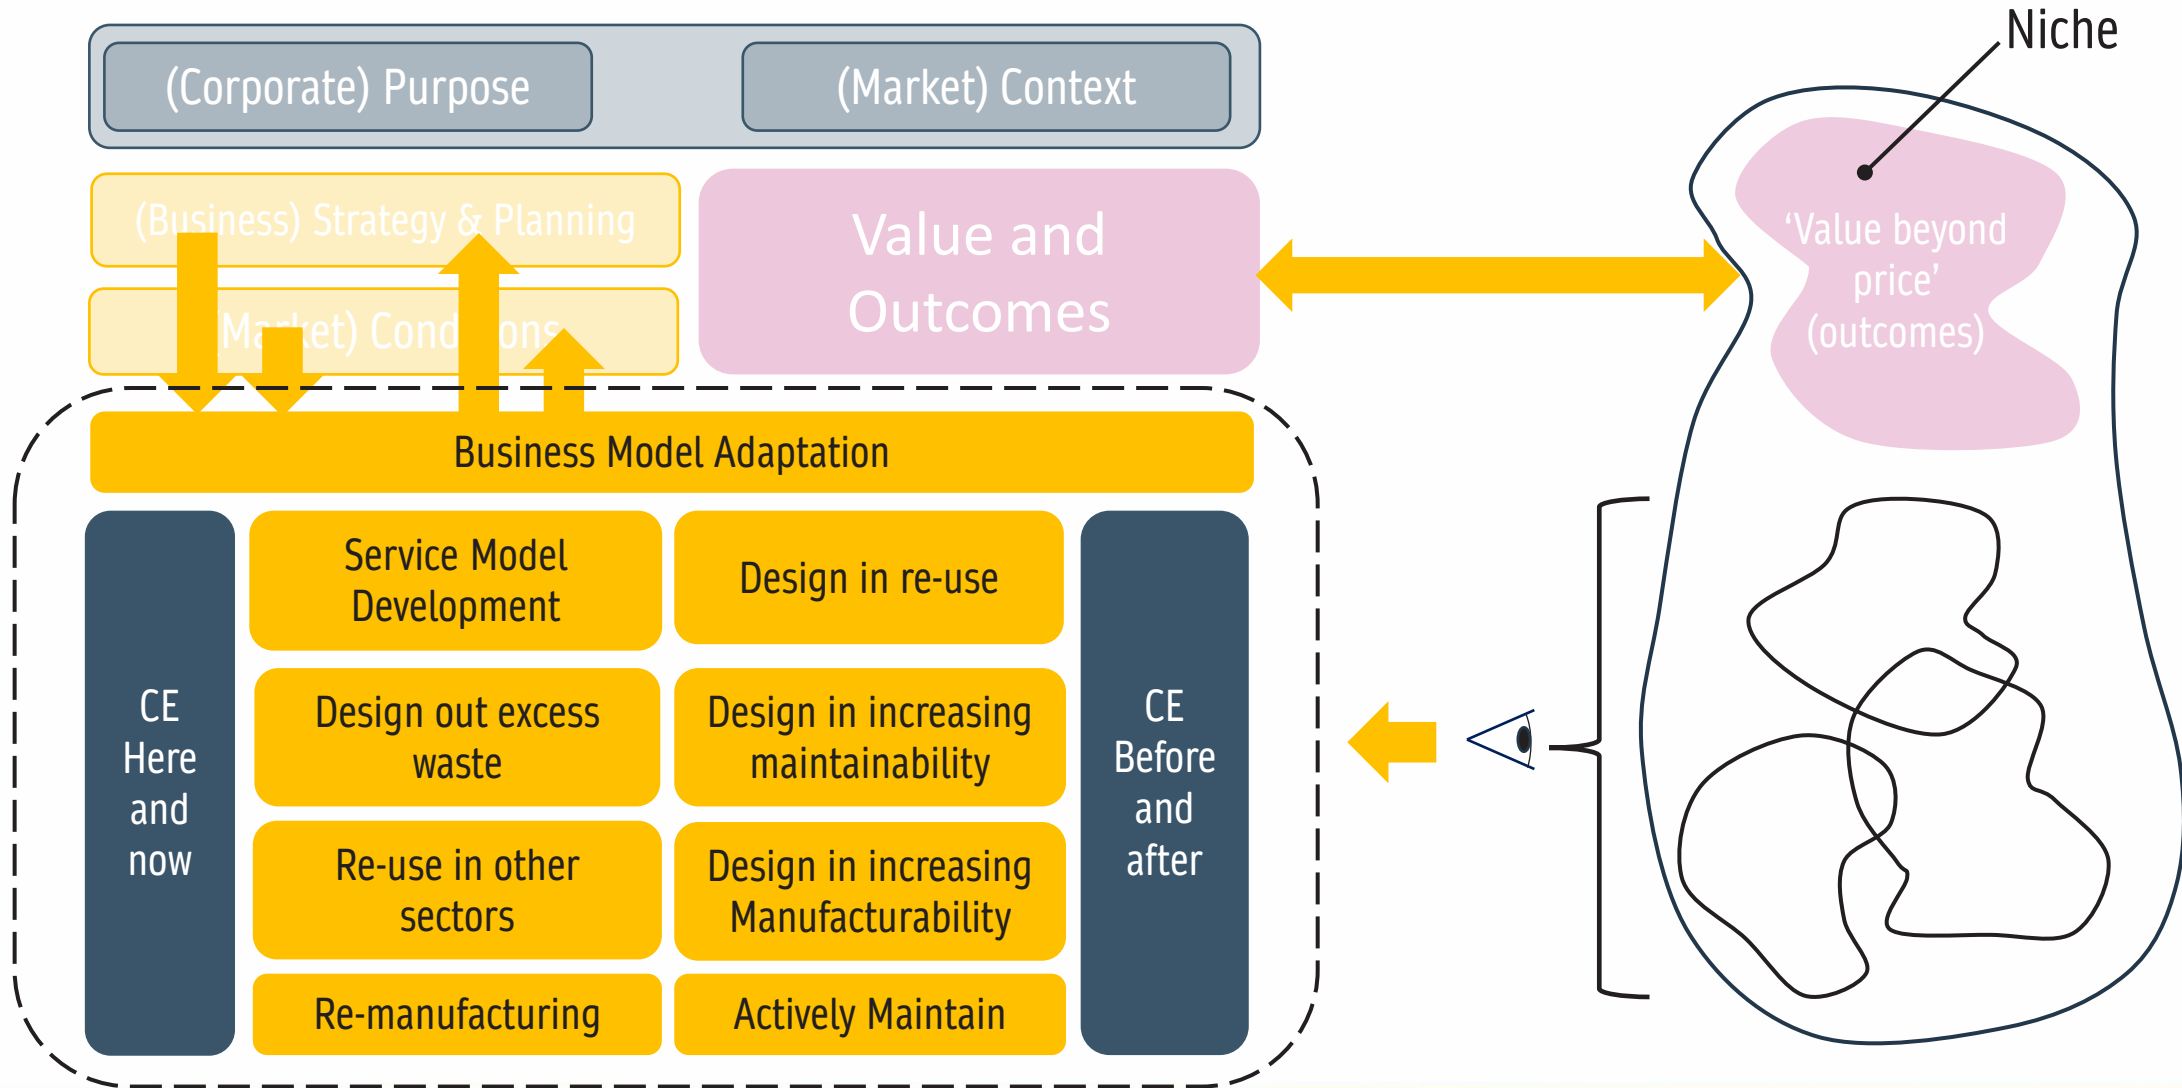 Niche
(Corporate) Purpose
(Market) Context
(Business) Strategy & Planning
(Market) Conditions
Value and
Outcomes
‘Value beyond
price’
(outcomes)
Business Model Adaptation
CE
Here
and
now
Service Model
Development
Design in re-use
Design out excess
waste
Design in increasing
maintainability
Re-use in other
sectors
Design in increasing
Manufacturability
Re-manufacturing
Actively Maintain
CE
Before
and
after